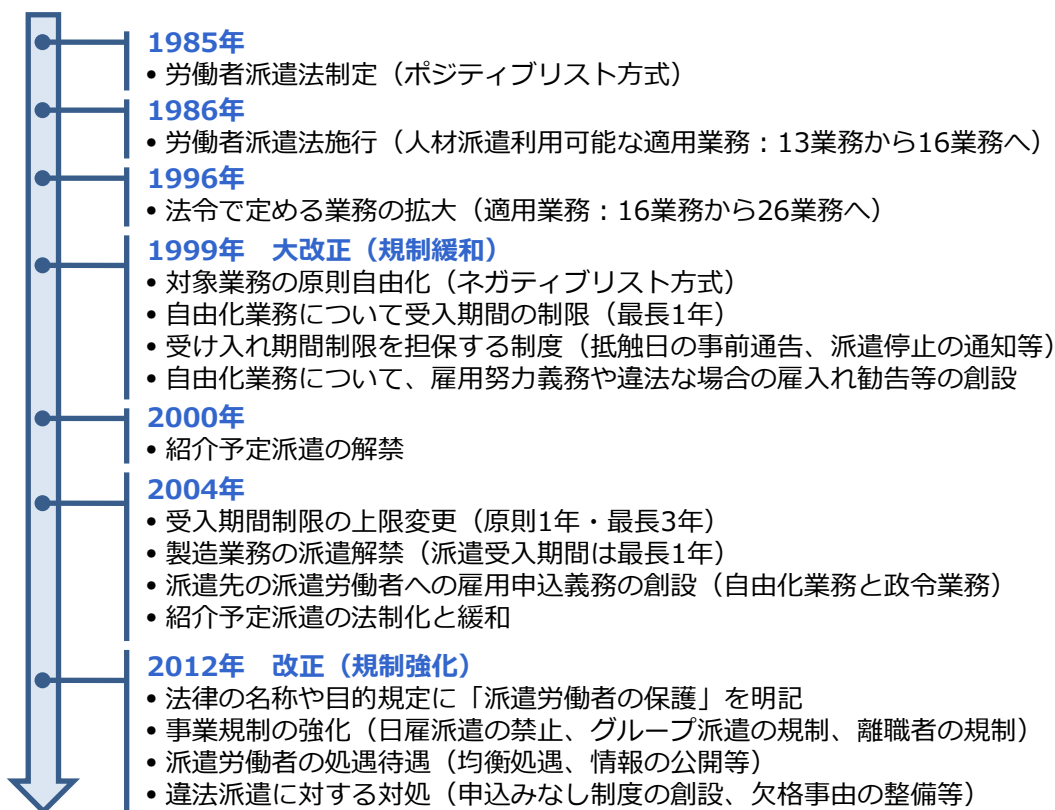 1985年
• 労働者派遣法制定（ポジティブリスト方式）
1986年
• 労働者派遣法施行（人材派遣利用可能な適用業務：13業務から16業務へ）
1996年
• 法令で定める業務の拡大（適用業務：16業務から26業務へ）
1999年　大改正（規制緩和）
• 対象業務の原則自由化（ネガティブリスト方式）
• 自由化業務について受入期間の制限（最長1年）
• 受け入れ期間制限を担保する制度（抵触日の事前通告、派遣停止の通知等）
• 自由化業務について、雇用努力義務や違法な場合の雇入れ勧告等の創設
2000年
• 紹介予定派遣の解禁
2004年
• 受入期間制限の上限変更（原則1年・最長3年）
• 製造業務の派遣解禁（派遣受入期間は最長1年）
• 派遣先の派遣労働者への雇用申込義務の創設（自由化業務と政令業務）
• 紹介予定派遣の法制化と緩和
2012年　改正（規制強化）
• 法律の名称や目的規定に「派遣労働者の保護」を明記
• 事業規制の強化（日雇派遣の禁止、グループ派遣の規制、離職者の規制）
• 派遣労働者の処遇待遇（均衡処遇、情報の公開等）
• 違法派遣に対する対処（申込みなし制度の創設、欠格事由の整備等）